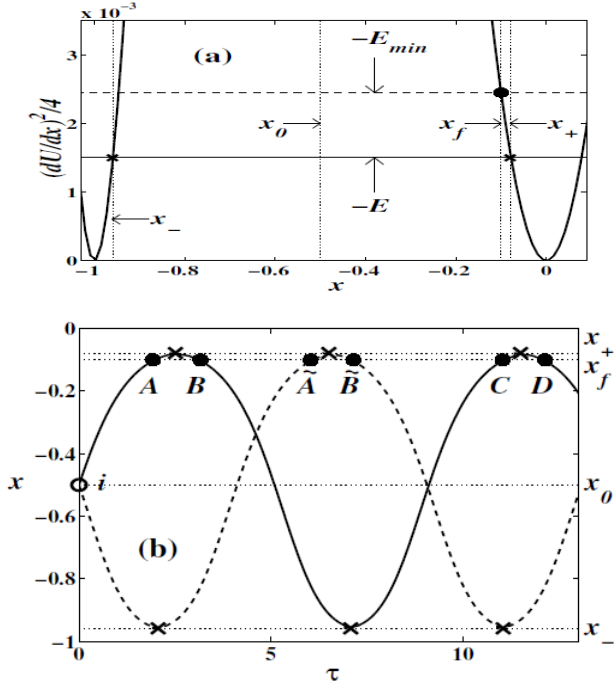 x 10⁻³
(a)
−E_min
3
2
1
0
(dU/dx)²/4
x_0
x_f
x_+
−E
x_−
−1
−0.8
−0.6
−0.4
−0.2
0
x
0
−0.2
−0.4
−0.6
−0.8
−1
x
x_+
x_f
x_0
x_−
A
B
Ã
B̃
C
D
i
(b)
0
5
10
τ